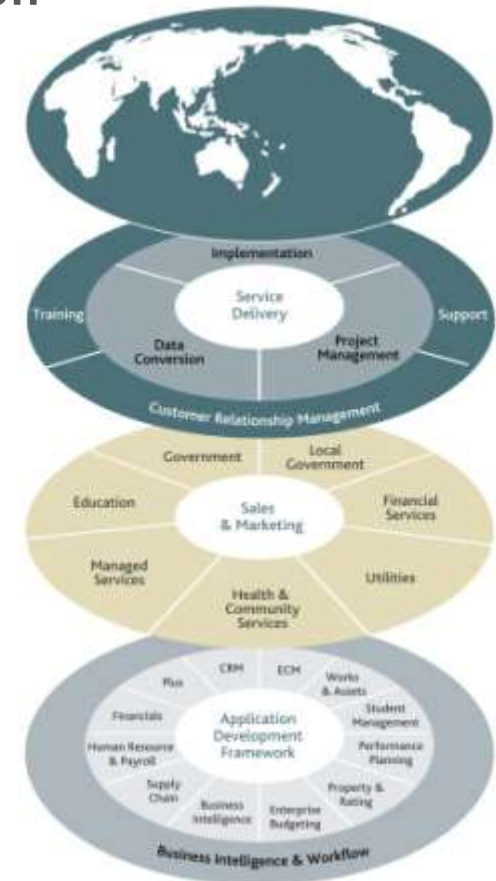 Implementation
Service
Delivery
Training
Support
Data
Conversion
Project
Management
Customer Relationship Management
Government
Local
Government
Education
Sales
& Marketing
Financial
Services
Managed
Services
Utilities
Health &
Community
Services
CRM
ECM
Plus
Works
& Assets
Financials
Application
Development
Framework
Student
Management
Human Resource
& Payroll
Performance
Planning
Supply
Chain
Property &
Rating
Business
Intelligence
Enterprise
Budgeting
Business Intelligence & Workflow